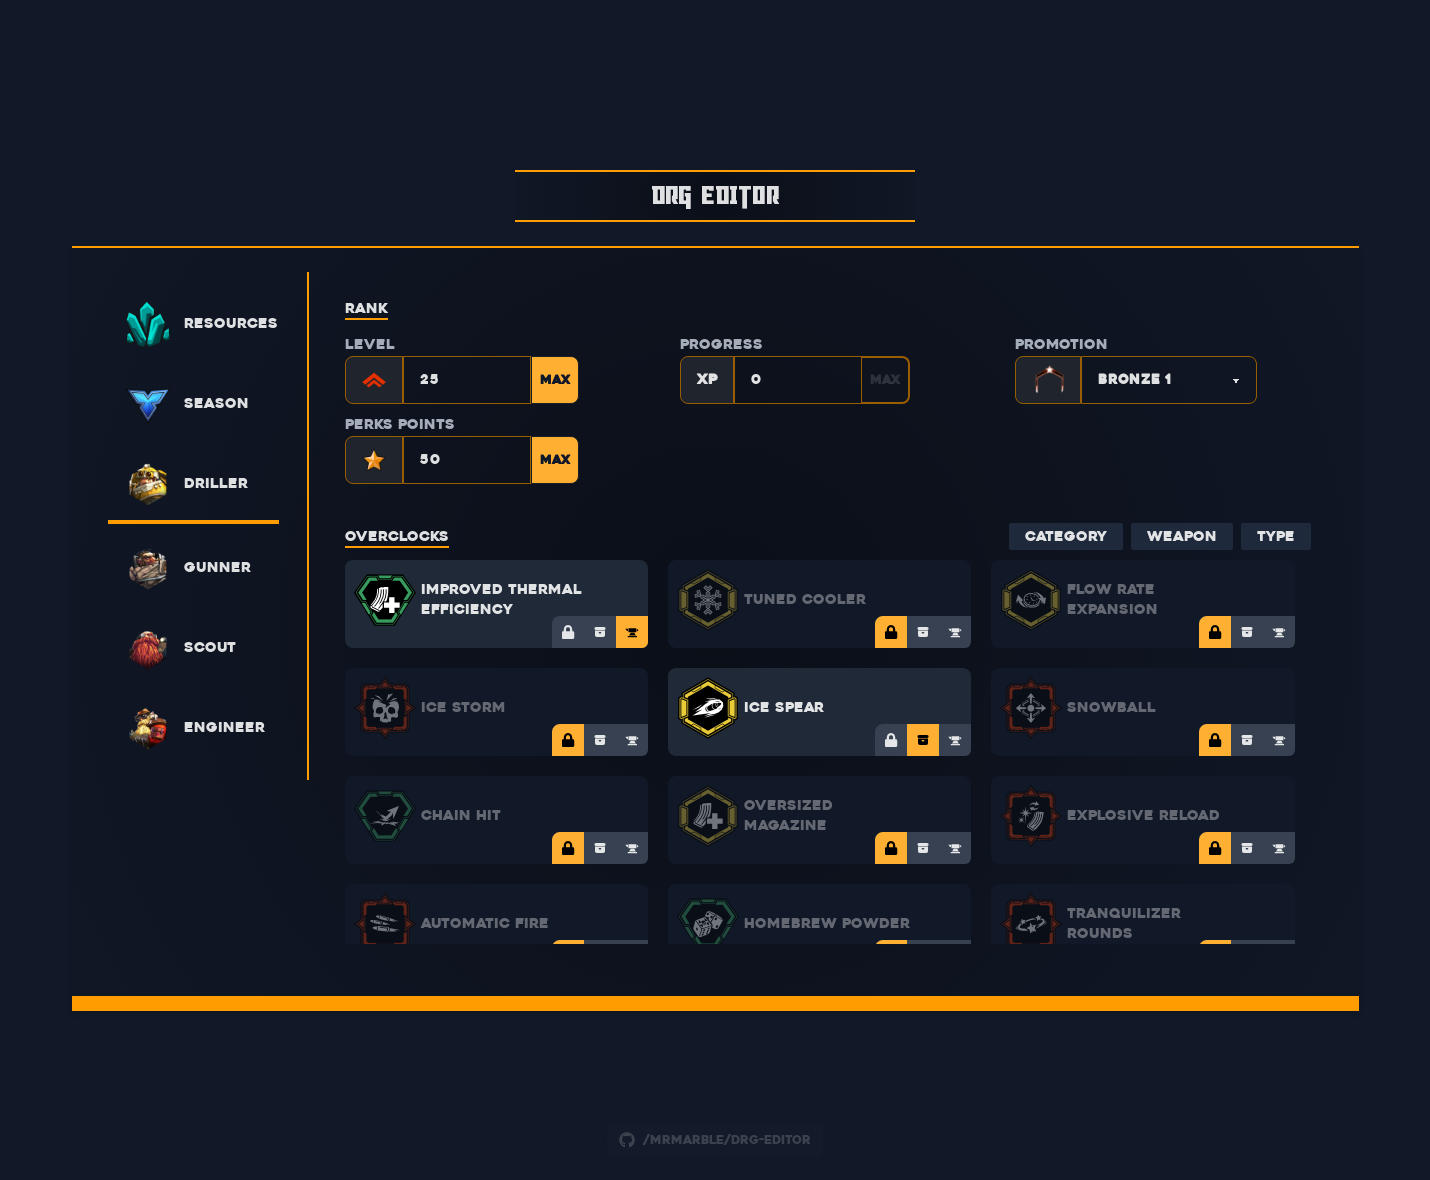 DRG EDITOR
RESOURCES
SEASON
DRILLER
GUNNER
SCOUT
ENGINEER
RANK
LEVEL
25
MAX
PROGRESS
XP
0
MAX
PROMOTION
BRONZE 1
PERKS POINTS
50
MAX
OVERCLOCKS
CATEGORY
WEAPON
TYPE
IMPROVED THERMAL
EFFICIENCY
TUNED COOLER
FLOW RATE
EXPANSION
ICE STORM
ICE SPEAR
SNOWBALL
CHAIN HIT
OVERSIZED
MAGAZINE
EXPLOSIVE RELOAD
AUTOMATIC FIRE
HOMEBREW POWDER
TRANQUILIZER
ROUNDS
/MRMARBLE/DRG-EDITOR